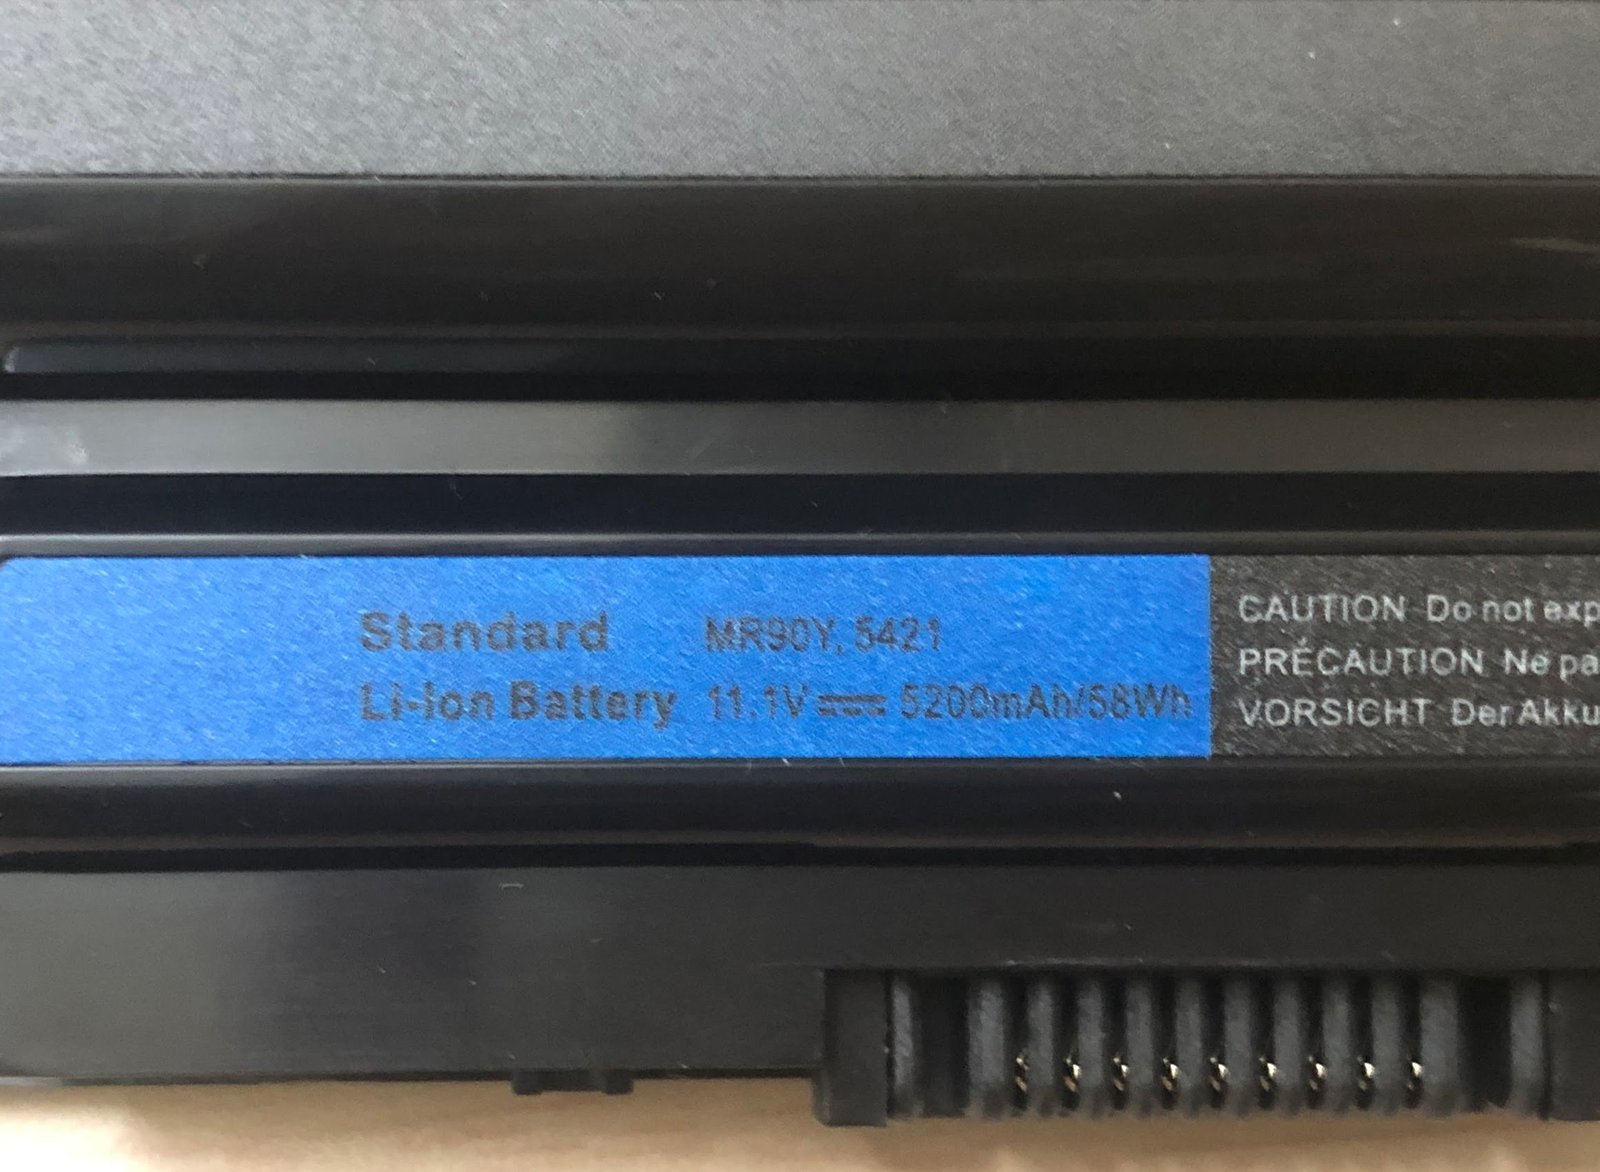 Standard MR90Y, 5421
Li-Ion Battery 11.1V 5200mAh/58Wh
CAUTION Do not exp
PRÉCAUTION Ne pa
VORSICHT Der Akku